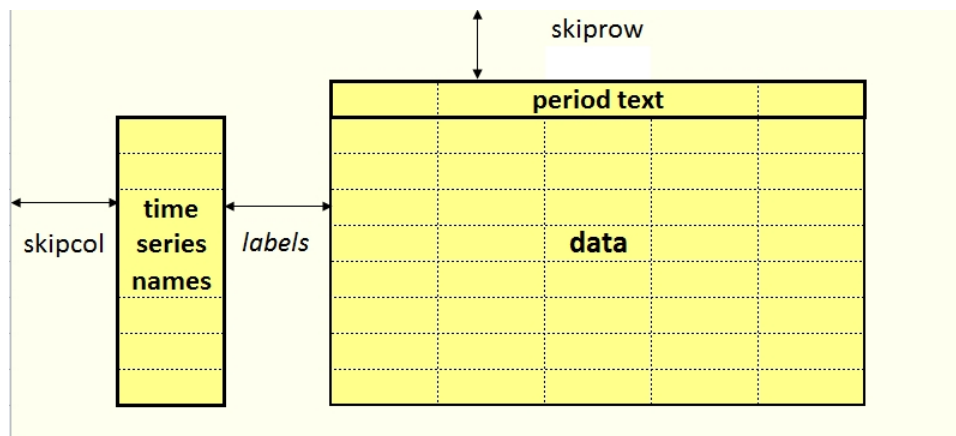 skiprow
period text
time
series
names
skipcol
labels
data